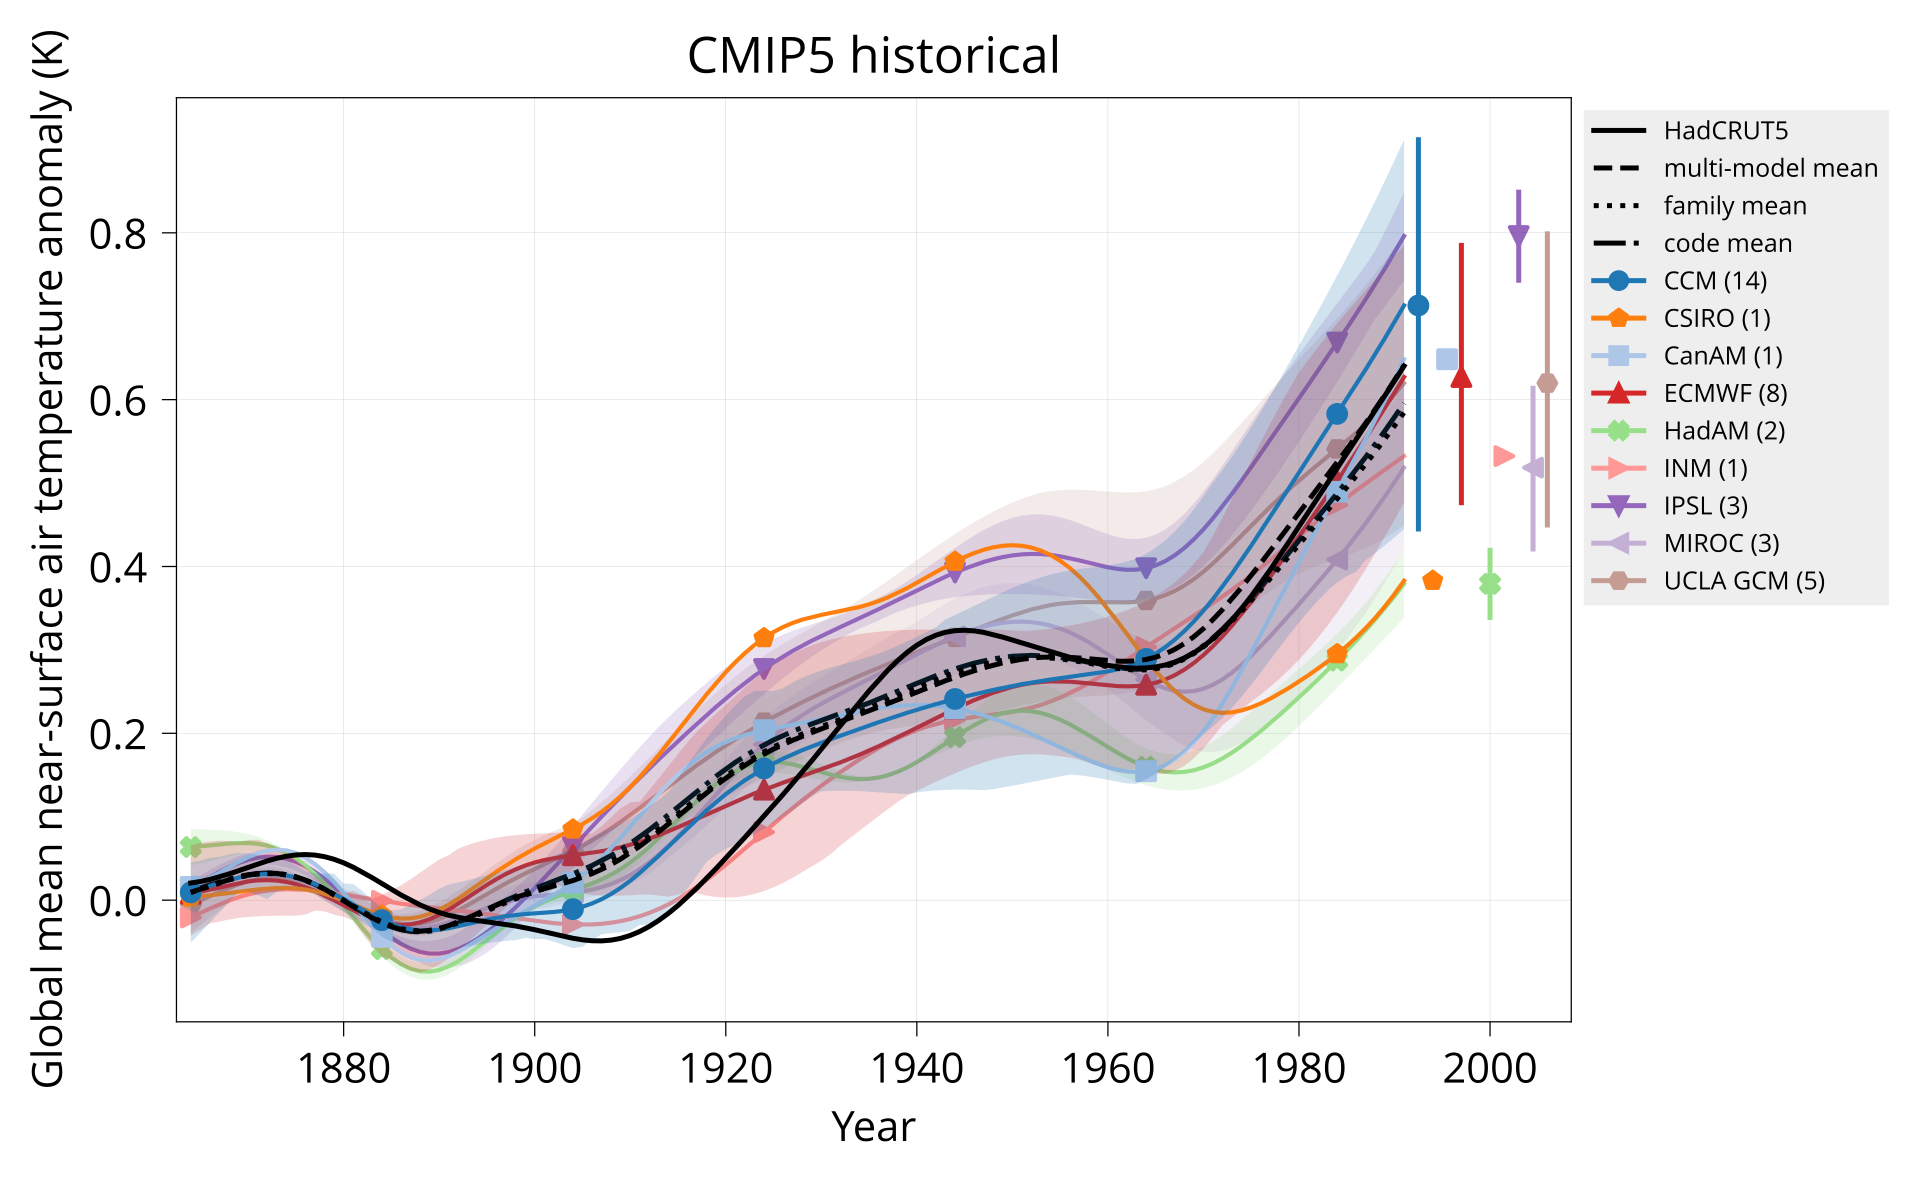 CMIP5 historical
Global mean near-surface air temperature anomaly (K)
0.8
0.6
0.4
0.2
0.0
1880 1900 1920 1940 1960 1980 2000
Year
HadCRUT5
multi-model mean
family mean
code mean
CCM (14)
CSIRO (1)
CanAM (1)
ECMWF (8)
HadAM (2)
INM (1)
IPSL (3)
MIROC (3)
UCLA GCM (5)